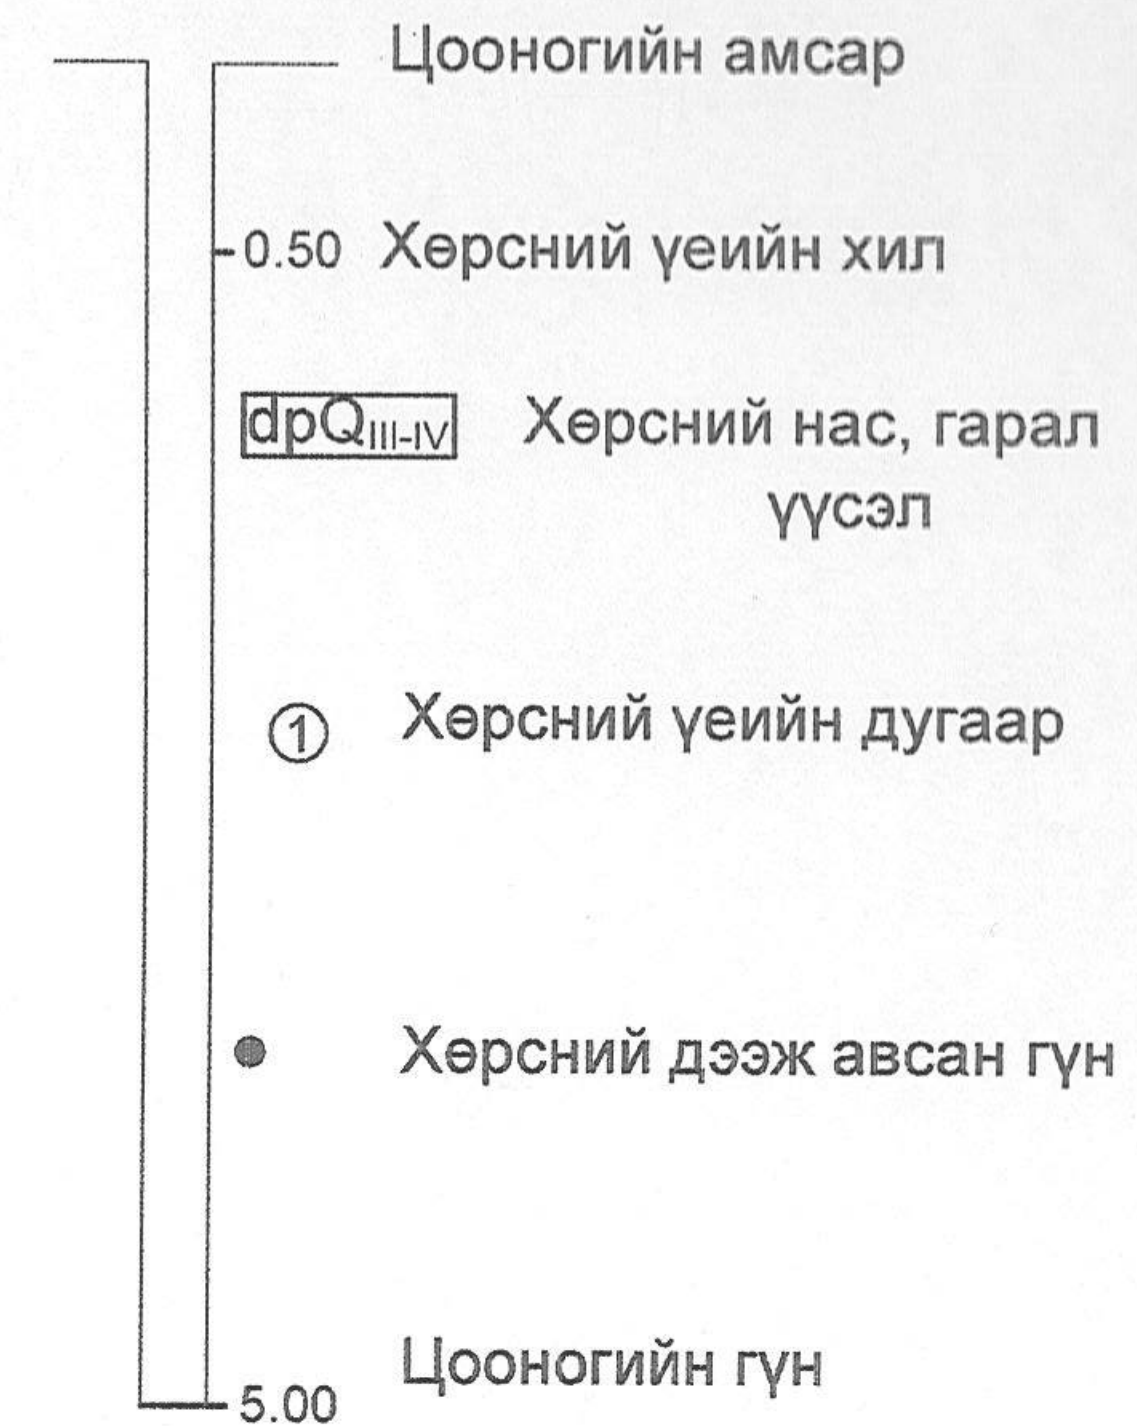 Цооногийн амсар
0.50 Хөрсний үеийн хил
dpQIII-IV Хөрсний нас, гарал
үүсэл
1 Хөрсний үеийн дугаар
Хөрсний дээж авсан гүн
Цооногийн гүн
5.00